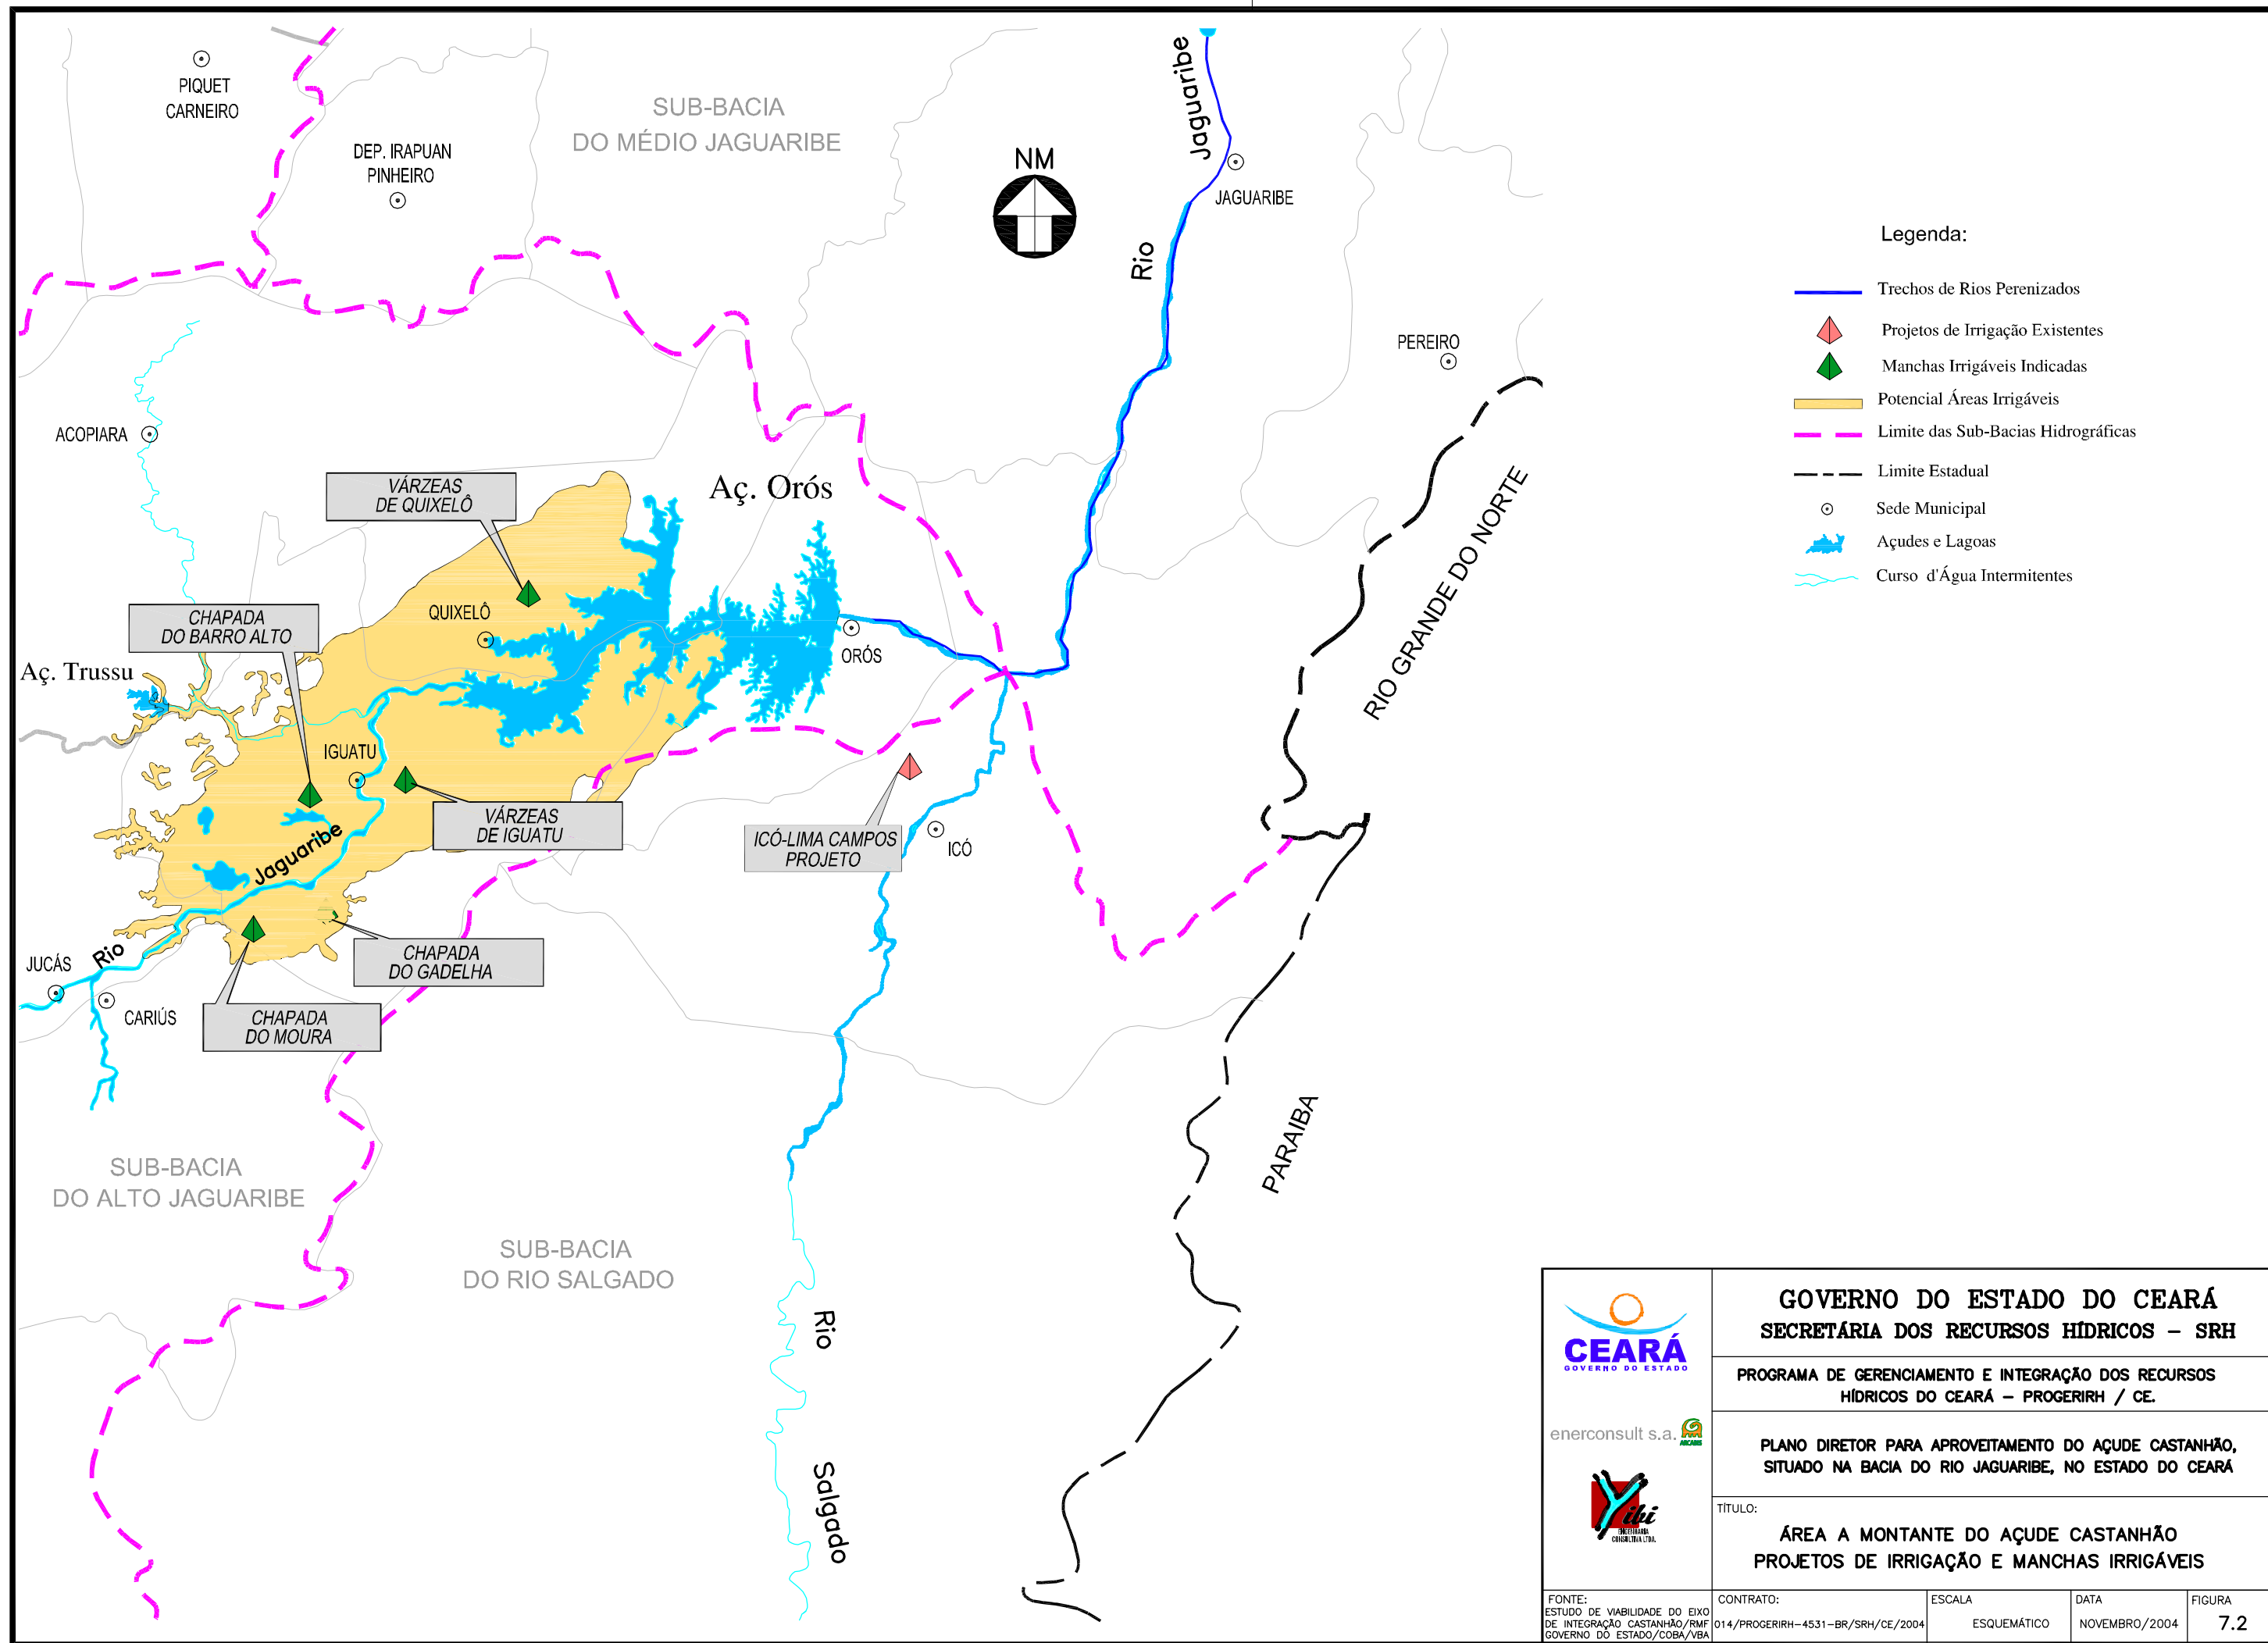 PIQUET
CARNEIRO
DEP. IRAPUAN
PINHEIRO
SUB-BACIA
DO MÉDIO JAGUARIBE
NM
Rio
Jaguaribe
JAGUARIBE
PEREIRO
ACOPIARA
VÁRZEAS
DE QUIXELÔ
Aç. Orós
QUIXELÔ
ORÓS
CHAPADA
DO BARRO ALTO
Aç. Trussu
IGUATU
VÁRZEAS
DE IGUATU
ICÓ-LIMA CAMPOS
PROJETO
ICÓ
RIO GRANDE DO NORTE
Rio
Jaguaribe
JUCÁS
CARIÚS
CHAPADA
DO GADELHA
CHAPADA
DO MOURA
SUB-BACIA
DO ALTO JAGUARIBE
SUB-BACIA
DO RIO SALGADO
PARAIBA
Rio
Salgado
Legenda:
Trechos de Rios Perenizados
Projetos de Irrigação Existentes
Manchas Irrigáveis Indicadas
Potencial Áreas Irrigáveis
Limite das Sub-Bacias Hidrográficas
Limite Estadual
Sede Municipal
Açudes e Lagoas
Curso d'Água Intermitentes
CEARÁ
GOVERNO DO ESTADO
enerconsult s.a.
ARCADIS
Yibi
ENGENHARIA
CONSULTIVA LTDA.
GOVERNO DO ESTADO DO CEARÁ
SECRETÁRIA DOS RECURSOS HÍDRICOS – SRH
PROGRAMA DE GERENCIAMENTO E INTEGRAÇÃO DOS RECURSOS
HÍDRICOS DO CEARÁ – PROGERIRH / CE.
PLANO DIRETOR PARA APROVEITAMENTO DO AÇUDE CASTANHÃO,
SITUADO NA BACIA DO RIO JAGUARIBE, NO ESTADO DO CEARÁ
TÍTULO:
ÁREA A MONTANTE DO AÇUDE CASTANHÃO
PROJETOS DE IRRIGAÇÃO E MANCHAS IRRIGÁVEIS
FONTE:
ESTUDO DE VIABILIDADE DO EIXO
DE INTEGRAÇÃO CASTANHÃO/RMF
GOVERNO DO ESTADO/COBA/VBA
CONTRATO:
014/PROGERIRH-4531-BR/SRH/CE/2004
ESCALA
ESQUEMÁTICO
DATA
NOVEMBRO/2004
FIGURA
7.2